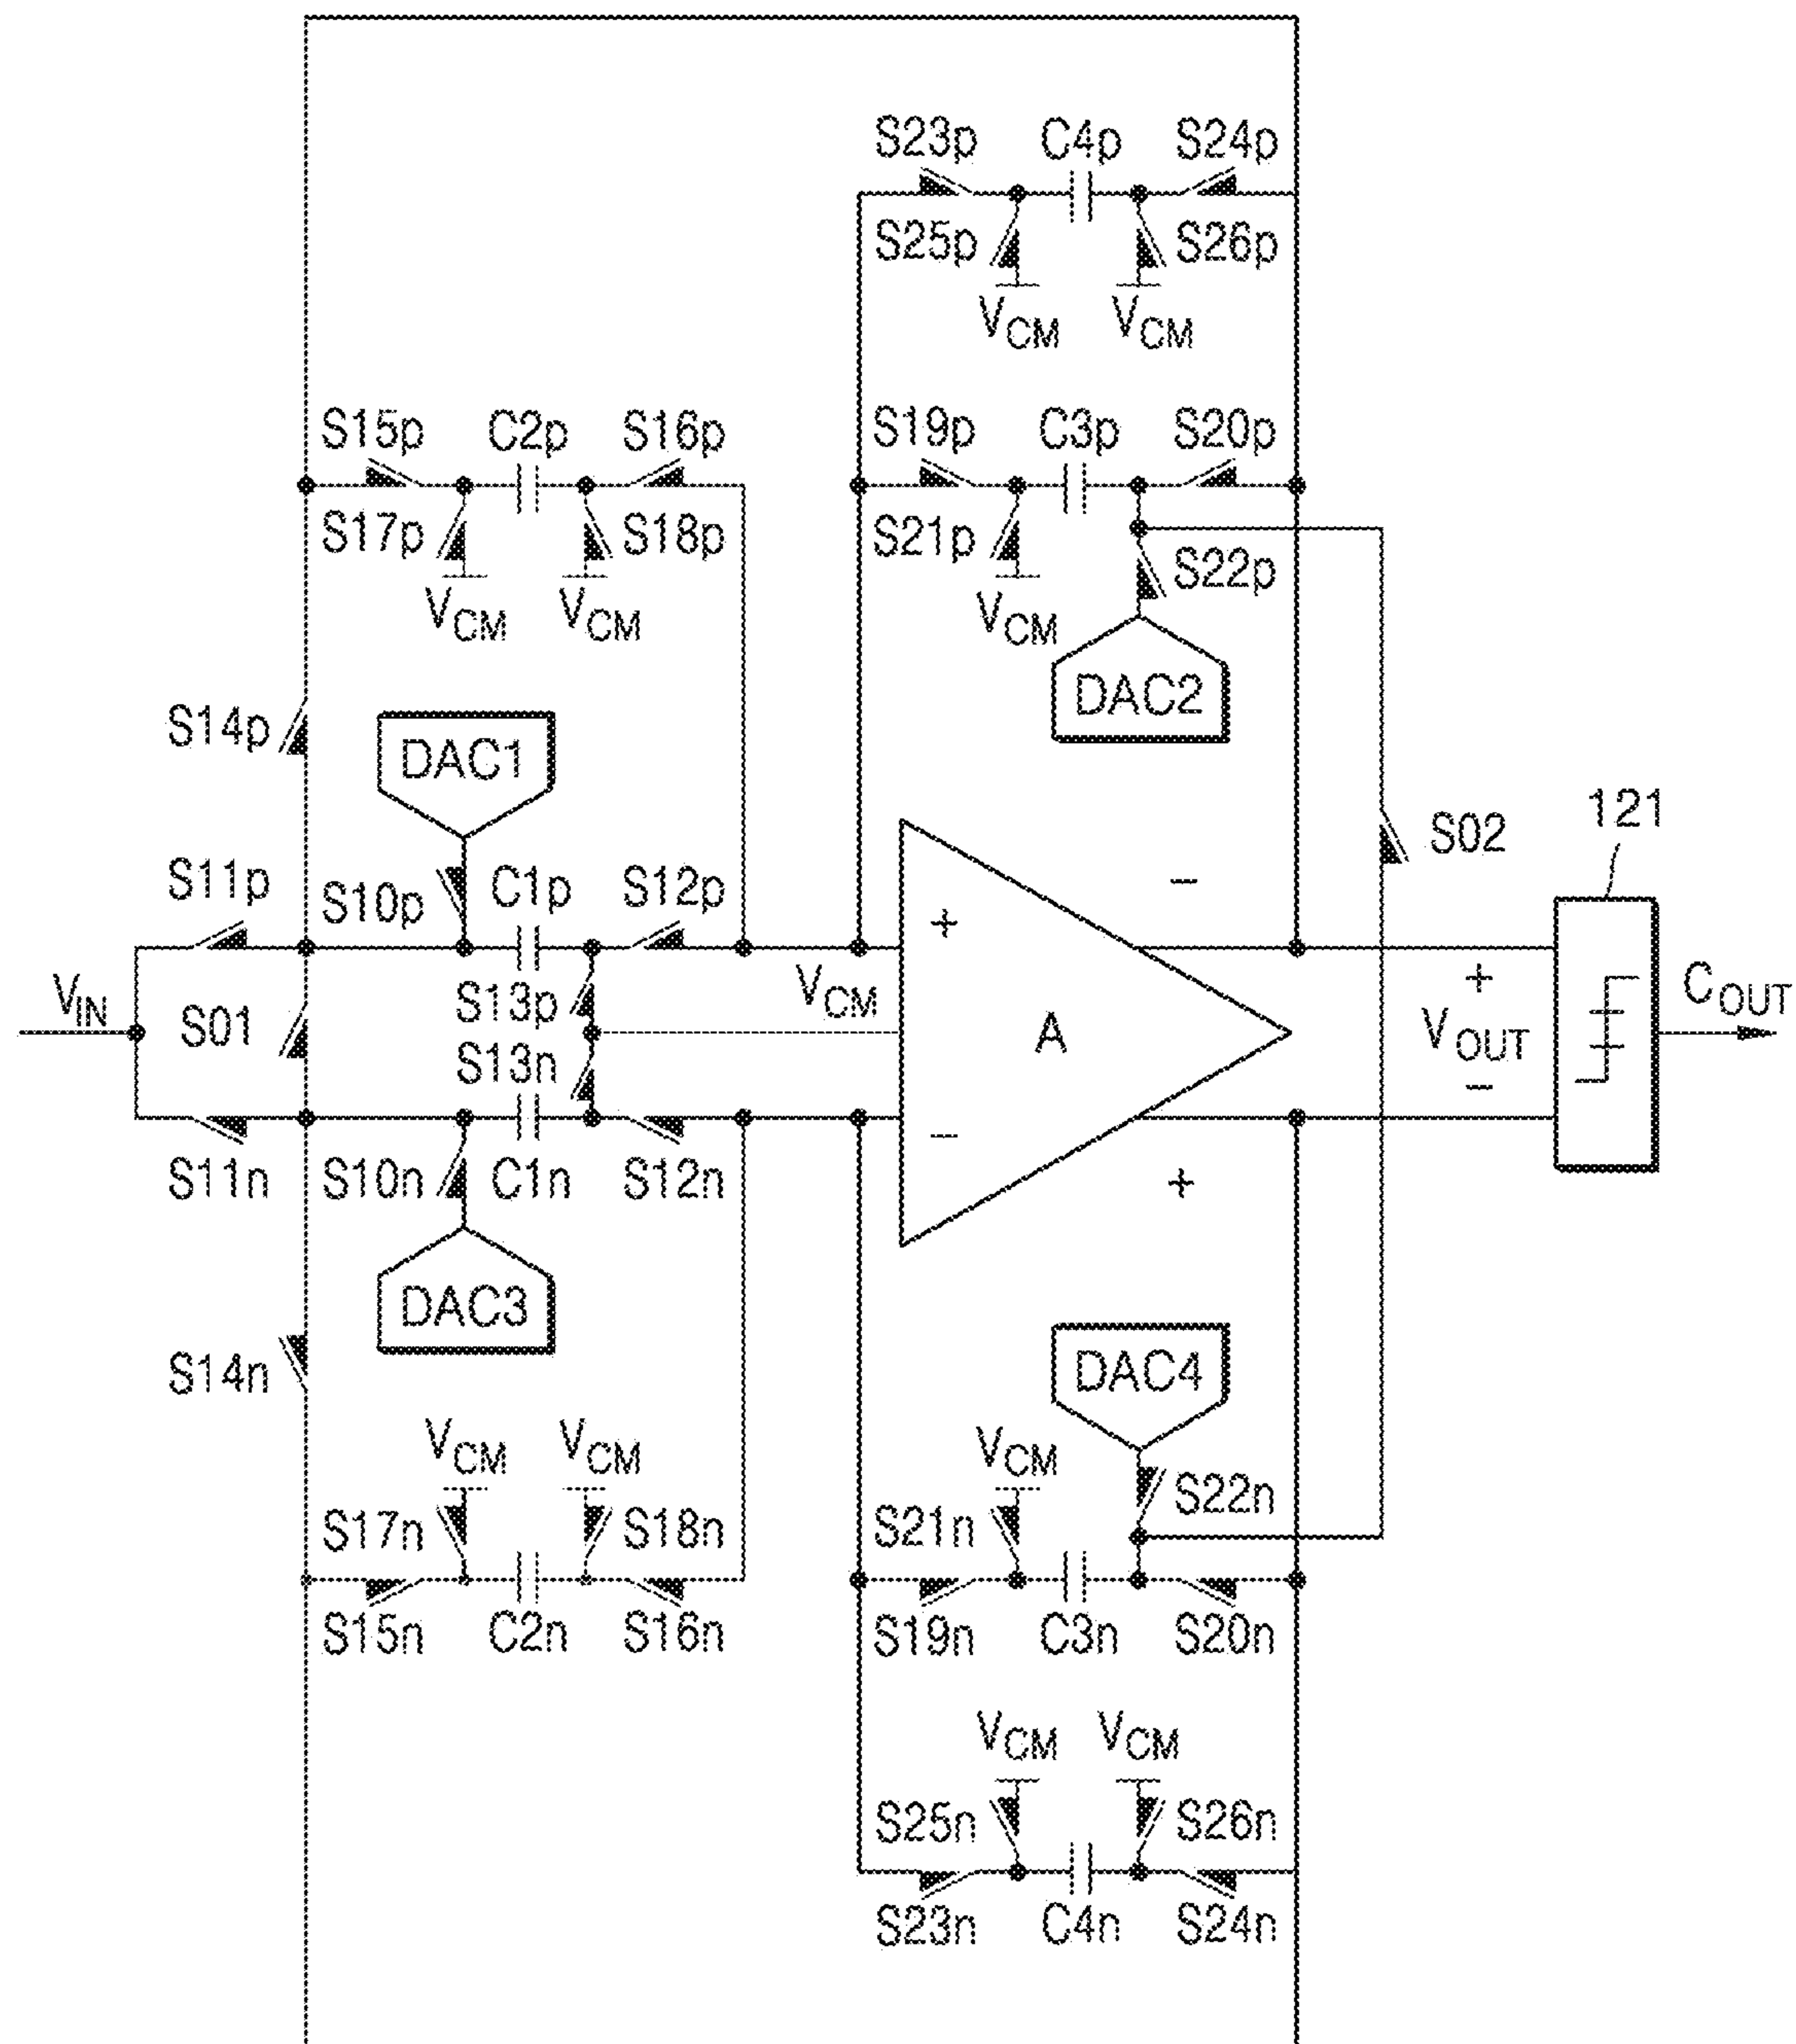 S23p C4p S24p
S25p S26p
VCM VCM
S15p C2p S16p S19p C3p S20p
S17p S18p S21p S22p
VCM VCM VCM
S14p DAC1 DAC2
S02 121
S11p S10p C1p S12p − +
VIN S01 S13p VCM + COUT
S13n A VOUT
−
S11n S10n C1n S12n − +
DAC3
S14n DAC4
VCM VCM VCM
S17n S18n S21n S22n
S15n C2n S16n S19n C3n S20n
VCM VCM
S25n S26n
S23n C4n S24n